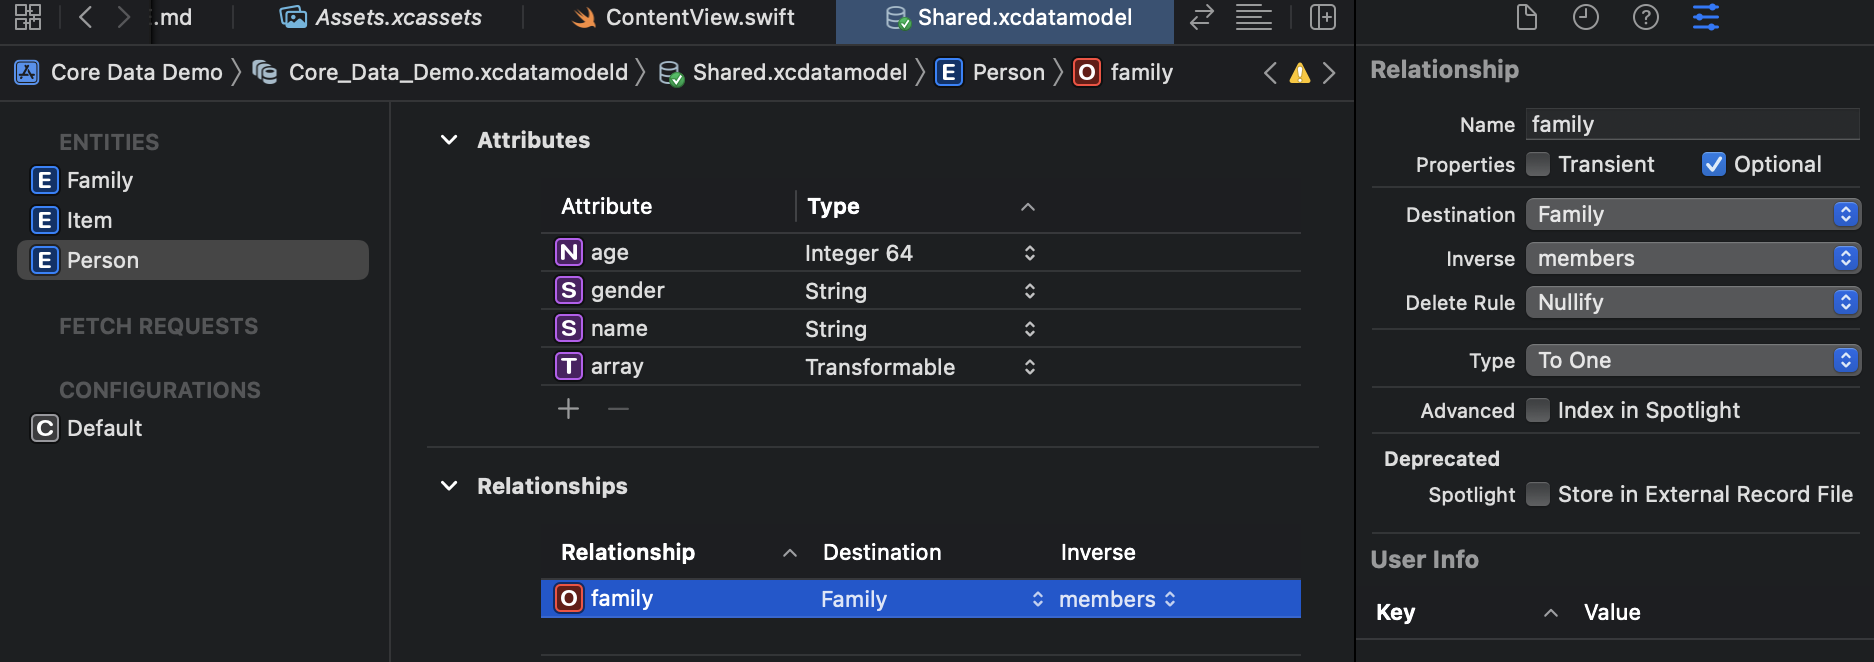 .md
Assets.xcassets
ContentView.swift
Shared.xcdatamodel
Core Data Demo
Core_Data_Demo.xcdatamodeld
Shared.xcdatamodel
E Person
O family
ENTITIES
E Family
E Item
E Person
FETCH REQUESTS
CONFIGURATIONS
C Default
Attributes
Attribute Type
N age Integer 64
S gender String
S name String
T array Transformable
Relationships
Relationship Destination Inverse
O family Family members
Relationship
Name family
Properties Transient Optional
Destination Family
Inverse members
Delete Rule Nullify
Type To One
Advanced Index in Spotlight
Deprecated
Spotlight Store in External Record File
User Info
Key Value